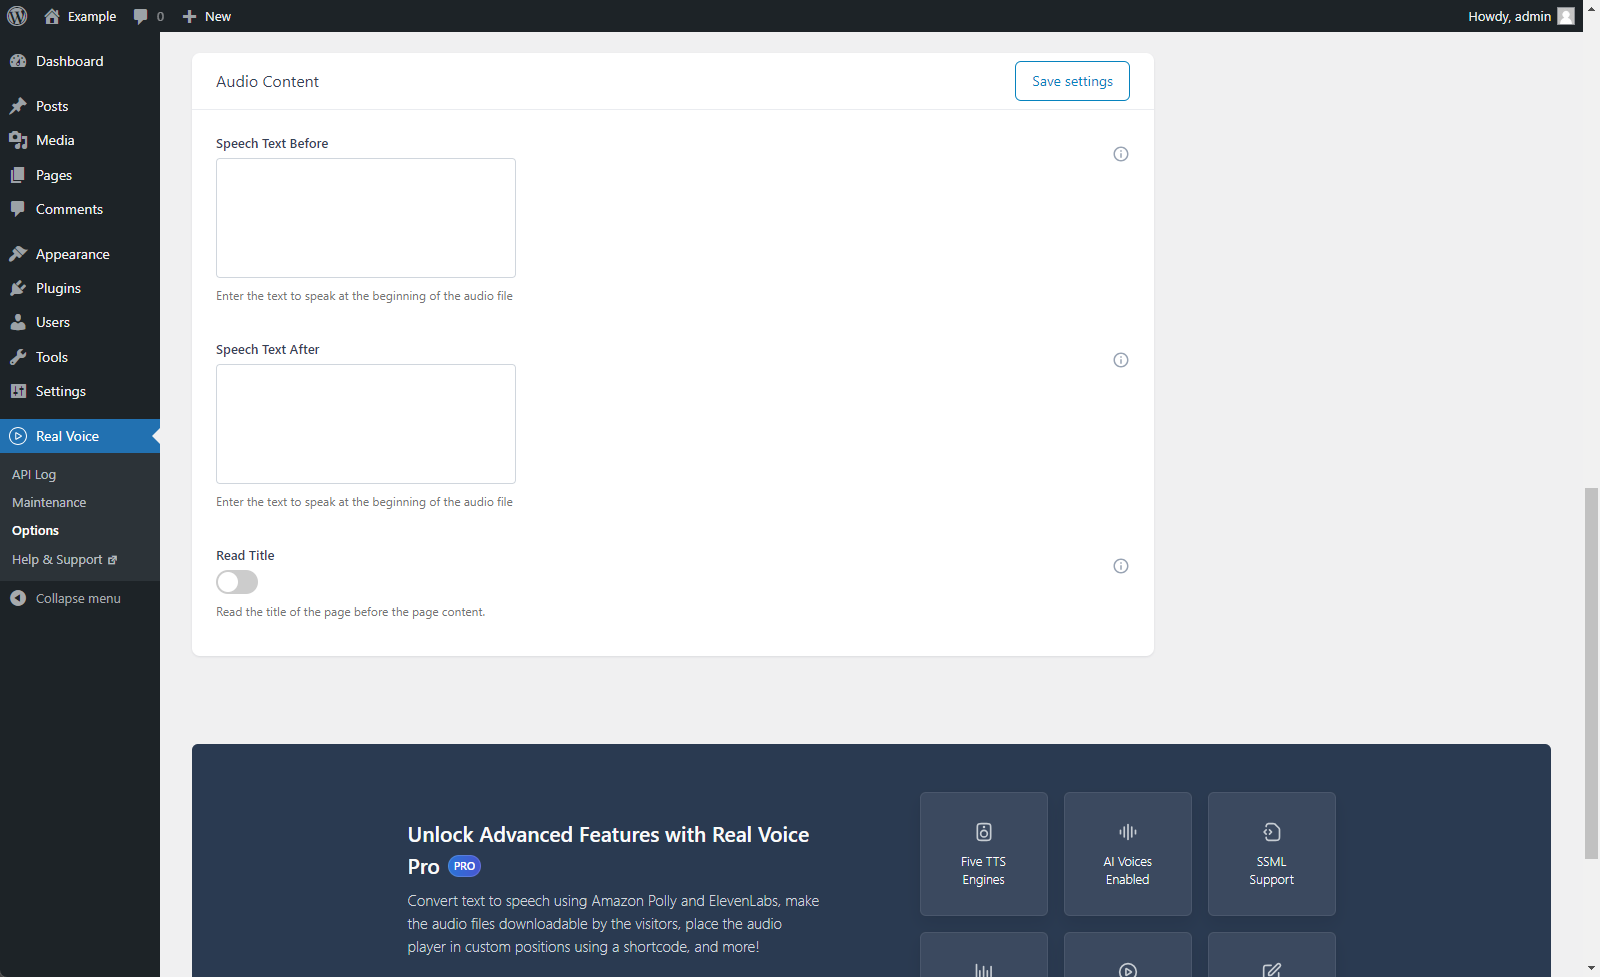 Example
0
New
Howdy, admin
Dashboard
Posts
Media
Pages
Comments
Appearance
Plugins
Users
Tools
Settings
Real Voice
API Log
Maintenance
Options
Help & Support
Collapse menu
Audio Content
Save settings
Speech Text Before
Enter the text to speak at the beginning of the audio file
Speech Text After
Enter the text to speak at the beginning of the audio file
Read Title
Read the title of the page before the page content.
Unlock Advanced Features with Real Voice
Pro PRO
Convert text to speech using Amazon Polly and ElevenLabs, make
the audio files downloadable by the visitors, place the audio
player in custom positions using a shortcode, and more!
Five TTS
Engines
AI Voices
Enabled
SSML
Support